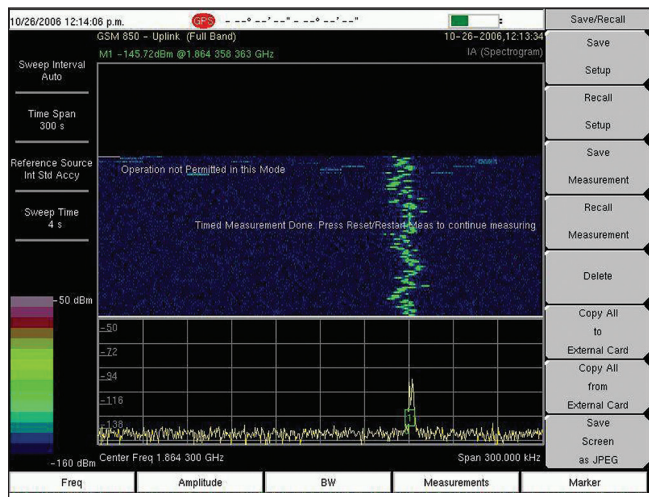 10/26/2006 12:14:06 p.m.
GPS
- - -° - -'- -" - - -° - -'- -"
Save/Recall
GSM 850 - Uplink (Full Band)
10-26-2006,12:13:34
M1 -145.72dBm @1.864 358 363 GHz
IA (Spectrogram)
Sweep Interval
Auto
Time Span
300 s
Reference Source
Int Std Accy
Sweep Time
4 s
Operation not Permitted in this Mode
Timed Measurement Done. Press Reset/Restart Meas to continue measuring
-50 dBm
-160 dBm
-50
-72
-94
-116
-138
1
Center Freq 1.864 300 GHz
Span 300.000 kHz
Save
Setup
Recall
Setup
Save
Measurement
Recall
Measurement
Delete
Copy All
to
External Card
Copy All
from
External Card
Save
Screen
as JPEG
Freq
Amplitude
BW
Measurements
Marker